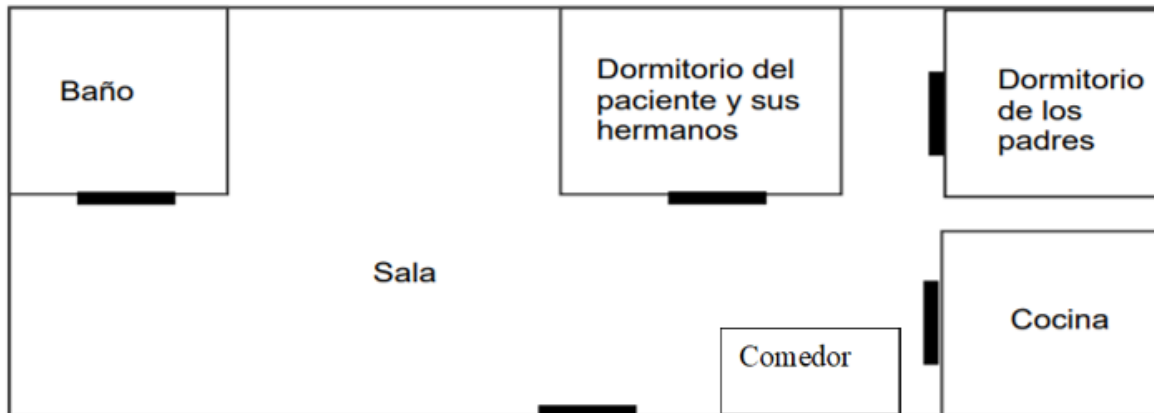 Baño
Dormitorio del
paciente y sus
hermanos
Dormitorio
de los
padres
Sala
Cocina
Comedor